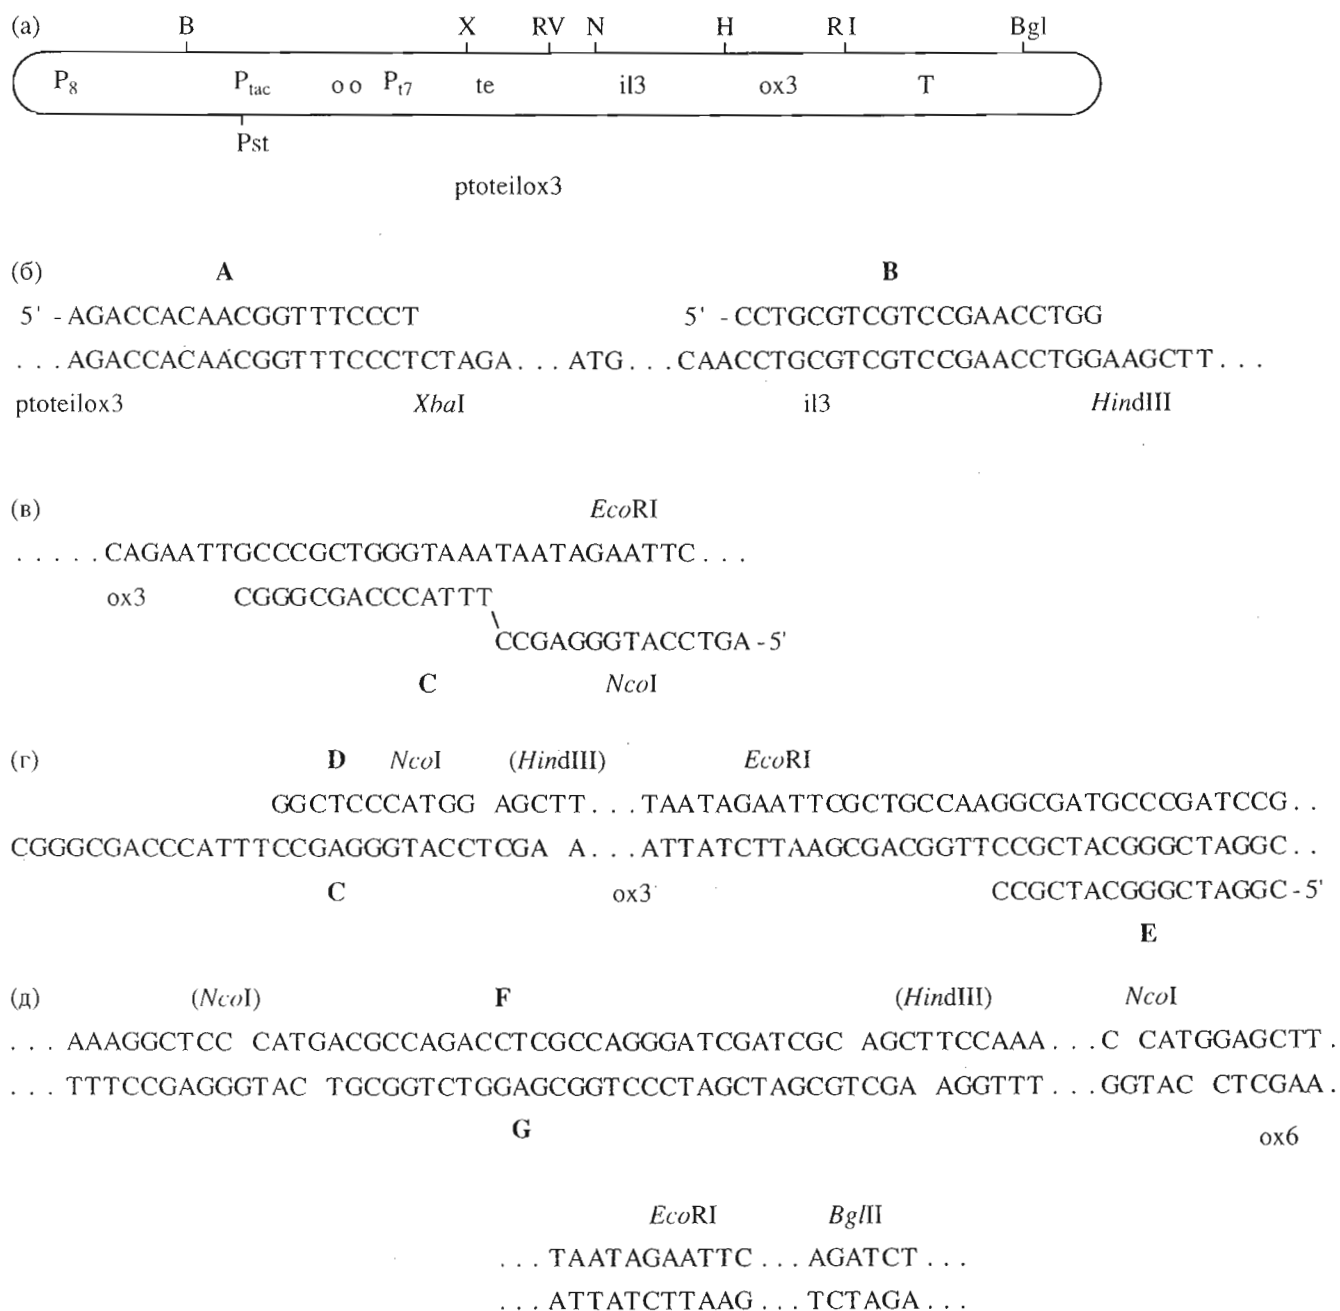 (а) B X RV N H RI Bgl
P8 Ptac o o Pt7 te il3 ox3 T
Pst
ptoteilox3
(б) A B
5' - AGACCACAACGGTTTCCCT 5' - CCTGCGTCGTCCGAACCTGG
. . . AGACCACAACGGTTTCCCTCTAGA . . . ATG . . . CAACCTGCGTCGTCCGAACCTGGAAGCTT . . .
ptoteilox3 XbaI il3 HindIII
(в) EcoRI
. . . . . CAGAATTGCCCGCTGGGTAAATAATAGAATTC . . .
ox3 CGGGCGACCCATTT
CCGAGGGTACCTGA - 5'
C NcoI
(г) D NcoI (HindIII) EcoRI
GGCTCCCATGG AGCTT . . . TAATAGAATTCGCTGCCAAGGCGATGCCCGATCCG . .
CGGGCGACCCATTTCCGAGGGTACCTCGA A . . . ATTATCTTAAGCGACGGTTCCGCTACGGGCTAGGC . .
C ox3 CCGCTACGGGCTAGGC - 5'
E
(д) (NcoI) F (HindIII) NcoI
. . . AAAGGCTCC CATGACGCCAGACCTCGCCAGGGATCGATCGC AGCTTCCAAA . . . C CATGGAGCTT .
. . . TTTCCGAGGGTAC TGCGGTCTGGAGCGGTCCCTAGCTAGCGTCGA AGGTTT . . . GGTAC CTCGAA .
G ox6
EcoRI BglII
. . . TAATAGAATTC . . . AGATCT . . .
. . . ATTATCTTAAG . . . TCTAGA . . .